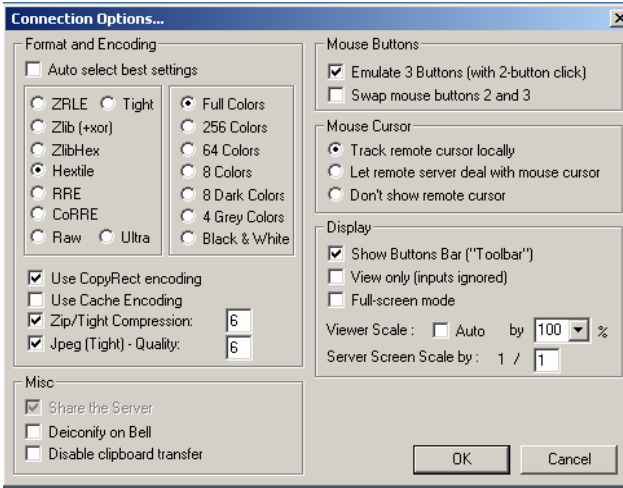 Connection Options...
Format and Encoding
Auto select best settings
ZRLE Tight
Zlib (+xor)
ZlibHex
Hextile
RRE
CoRRE
Raw Ultra
Full Colors
256 Colors
64 Colors
8 Colors
8 Dark Colors
4 Grey Colors
Black & White
Use CopyRect encoding
Use Cache Encoding
Zip/Tight Compression: 6
Jpeg (Tight) - Quality: 6
Misc
Share the Server
Deiconify on Bell
Disable clipboard transfer
Mouse Buttons
Emulate 3 Buttons (with 2-button click)
Swap mouse buttons 2 and 3
Mouse Cursor
Track remote cursor locally
Let remote server deal with mouse cursor
Don't show remote cursor
Display
Show Buttons Bar ("Toolbar")
View only (inputs ignored)
Full-screen mode
Viewer Scale : Auto by 100 %
Server Screen Scale by : 1 / 1
OK Cancel